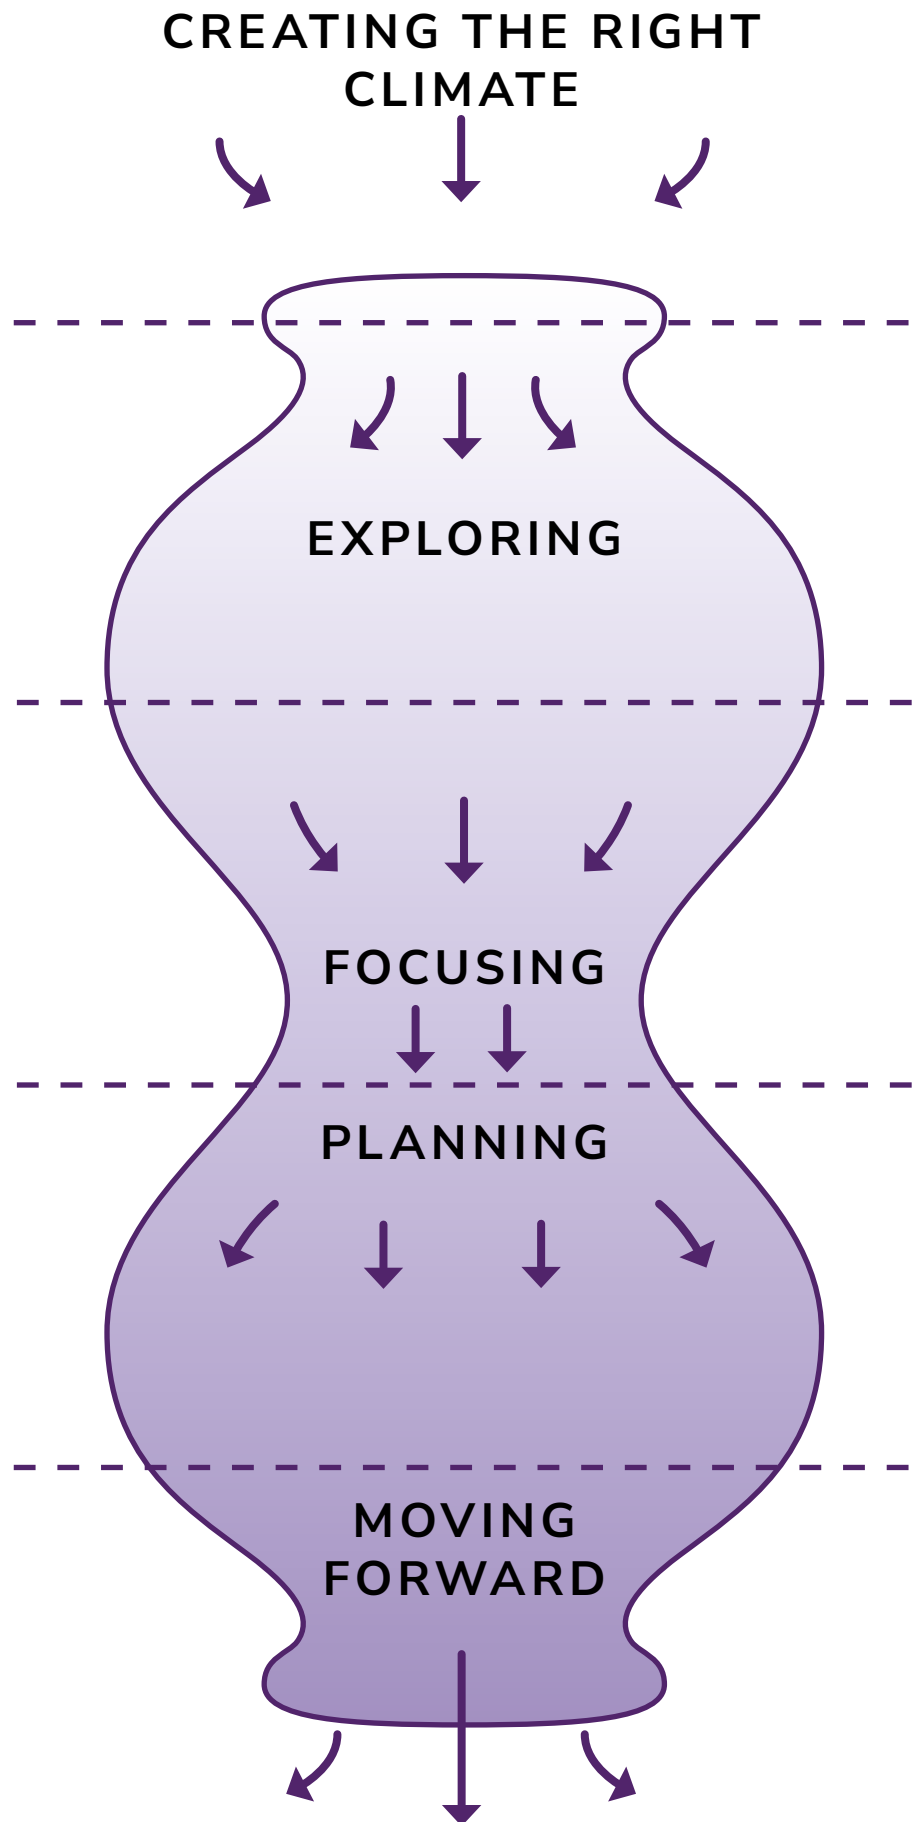 CREATING THE RIGHT
CLIMATE
EXPLORING
FOCUSING
PLANNING
MOVING
FORWARD